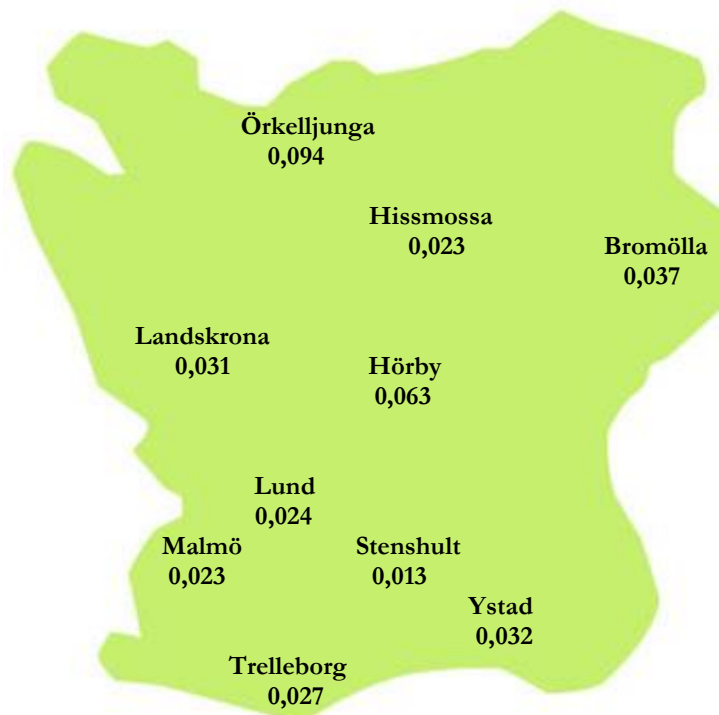 Örkelljunga
0,094
Hissmossa
0,023
Bromölla
0,037
Landskrona
0,031
Hörby
0,063
Lund
0,024
Malmö
0,023
Stenshult
0,013
Ystad
0,032
Trelleborg
0,027